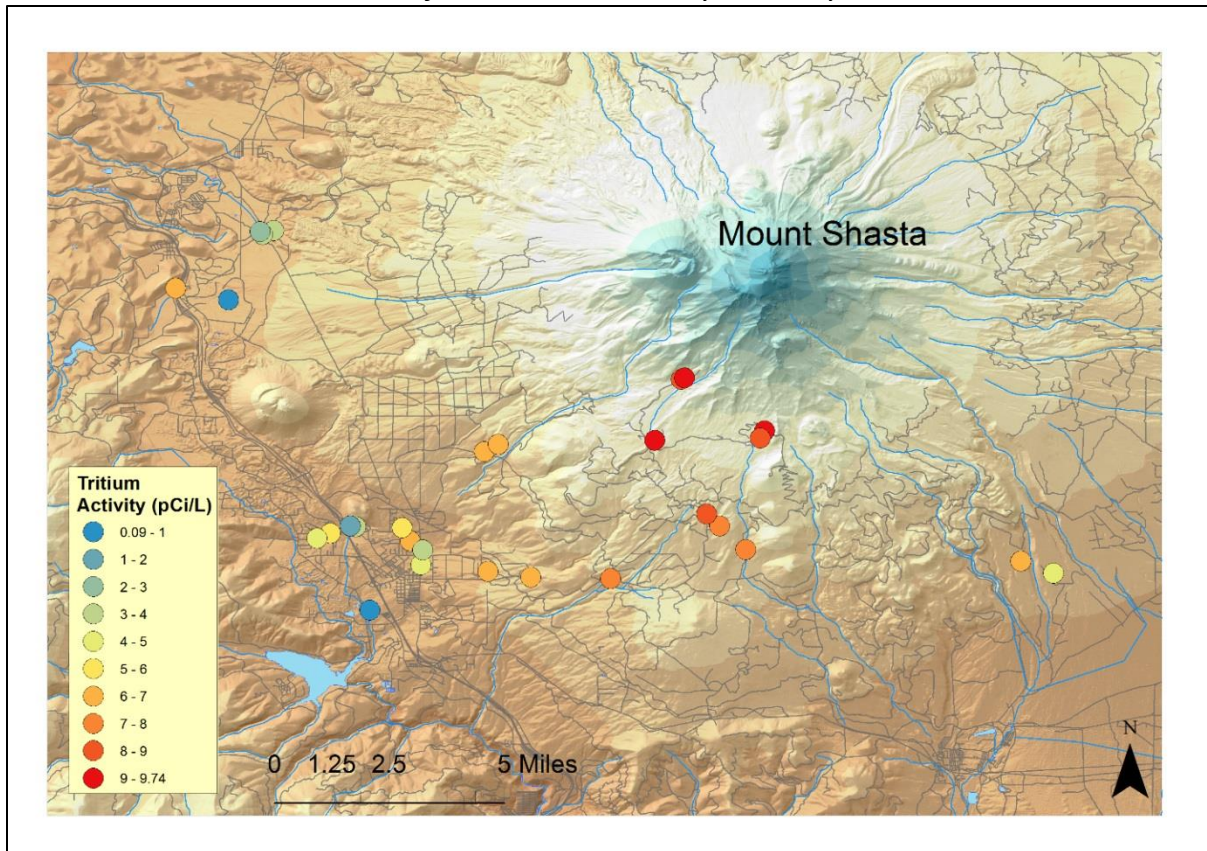 Mount Shasta
Tritium
Activity (pCi/L)
0.09 - 1
1 - 2
2 - 3
3 - 4
4 - 5
5 - 6
6 - 7
7 - 8
8 - 9
9 - 9.74
0 1.25 2.5 5 Miles
N